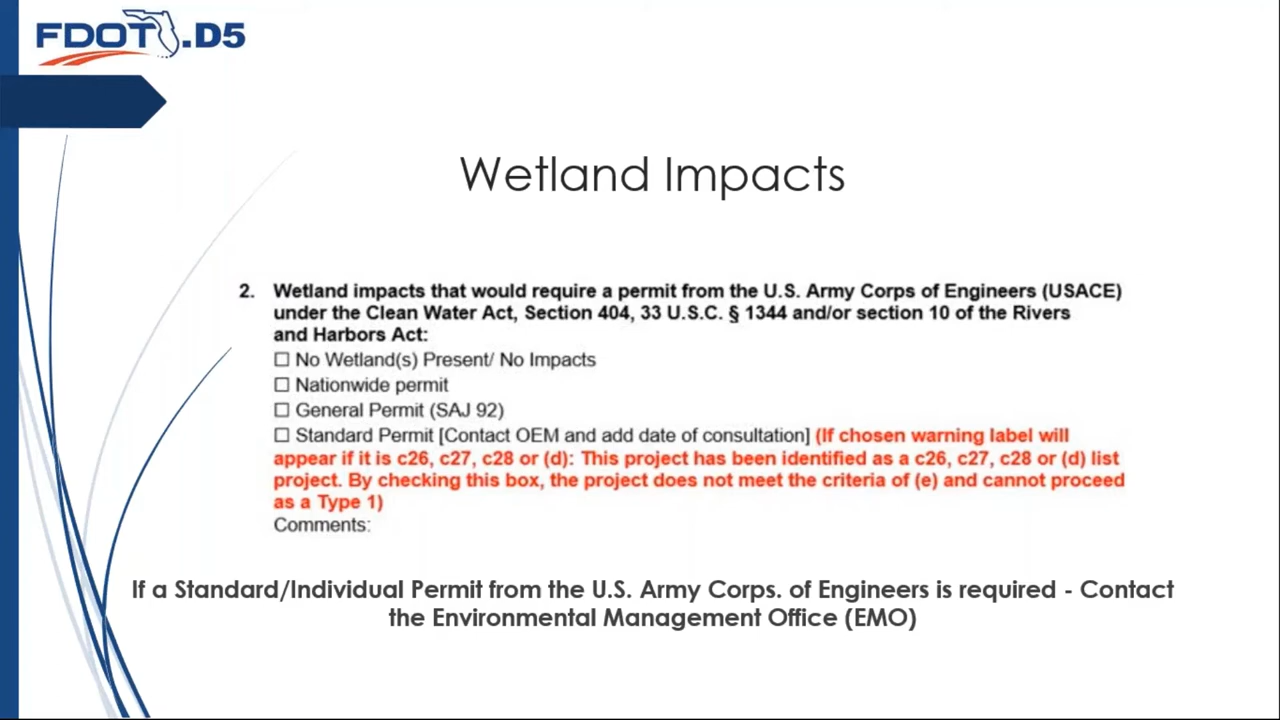 FDOT.D5
Wetland Impacts
2. Wetland impacts that would require a permit from the U.S. Army Corps of Engineers (USACE)
under the Clean Water Act, Section 404, 33 U.S.C. § 1344 and/or section 10 of the Rivers
and Harbors Act:
☐ No Wetland(s) Present/ No Impacts
☐ Nationwide permit
☐ General Permit (SAJ 92)
☐ Standard Permit [Contact OEM and add date of consultation] (If chosen warning label will
appear if it is c26, c27, c28 or (d): This project has been identified as a c26, c27, c28 or (d) list
project. By checking this box, the project does not meet the criteria of (e) and cannot proceed
as a Type 1)
Comments:
If a Standard/Individual Permit from the U.S. Army Corps. of Engineers is required - Contact
the Environmental Management Office (EMO)